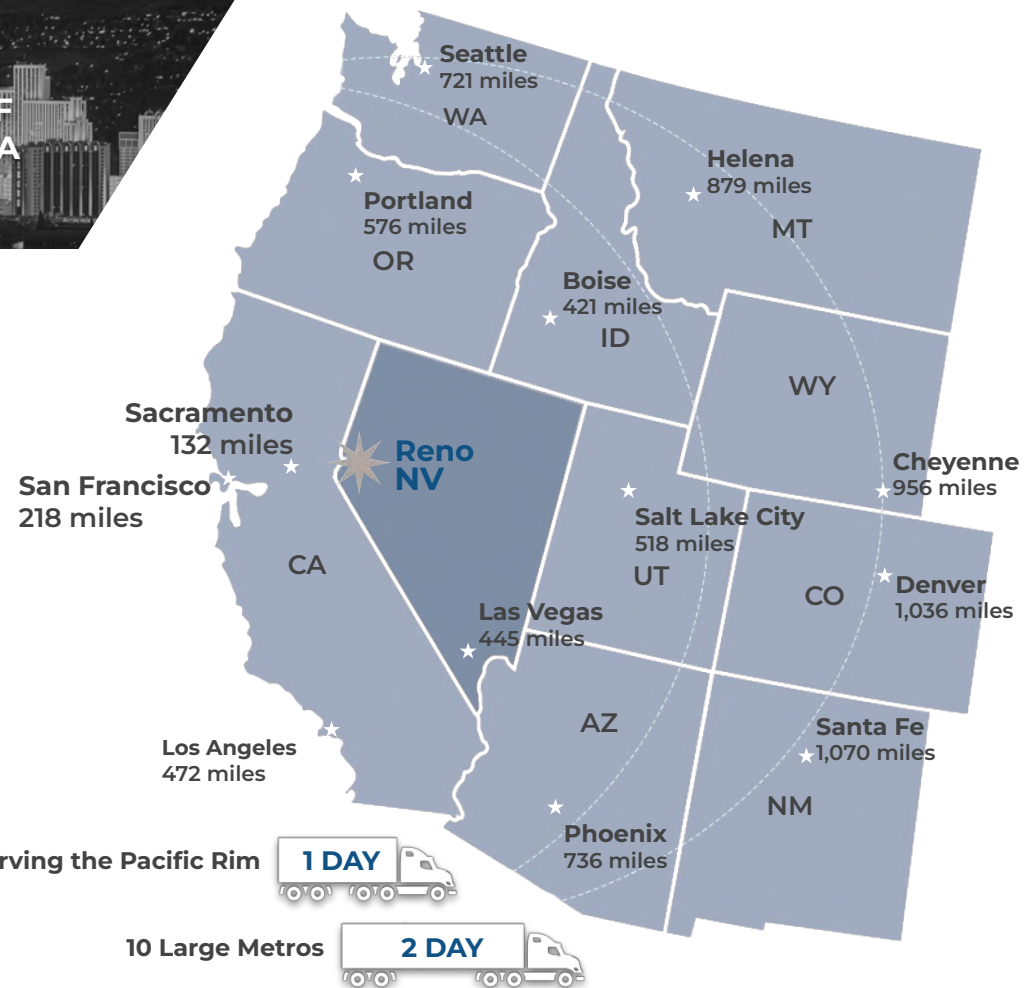 F
A
Seattle
721 miles
WA
Helena
879 miles
MT
Portland
576 miles
OR
Boise
421 miles
ID
WY
Sacramento
132 miles
Reno
NV
San Francisco
218 miles
Cheyenne
956 miles
Salt Lake City
518 miles
UT
CA
CO
Denver
1,036 miles
Las Vegas
445 miles
AZ
Santa Fe
1,070 miles
Los Angeles
472 miles
NM
Phoenix
736 miles
rving the Pacific Rim
1 DAY
10 Large Metros
2 DAY